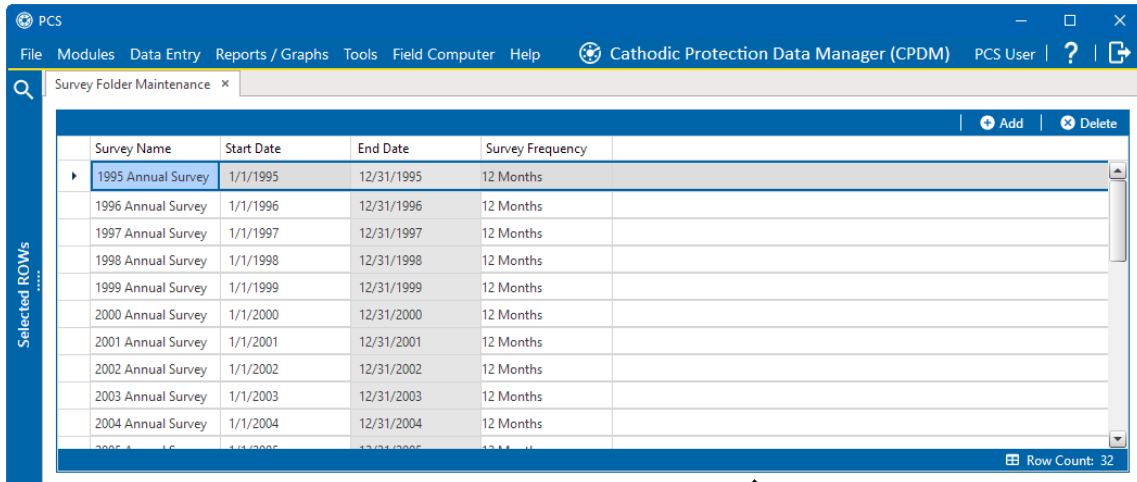 PCS
File Modules Data Entry Reports / Graphs Tools Field Computer Help Cathodic Protection Data Manager (CPDM) PCS User | ? |
Survey Folder Maintenance ×
Selected ROWs
Add | Delete
Survey Name Start Date End Date Survey Frequency
1995 Annual Survey 1/1/1995 12/31/1995 12 Months
1996 Annual Survey 1/1/1996 12/31/1996 12 Months
1997 Annual Survey 1/1/1997 12/31/1997 12 Months
1998 Annual Survey 1/1/1998 12/31/1998 12 Months
1999 Annual Survey 1/1/1999 12/31/1999 12 Months
2000 Annual Survey 1/1/2000 12/31/2000 12 Months
2001 Annual Survey 1/1/2001 12/31/2001 12 Months
2002 Annual Survey 1/1/2002 12/31/2002 12 Months
2003 Annual Survey 1/1/2003 12/31/2003 12 Months
2004 Annual Survey 1/1/2004 12/31/2004 12 Months
Row Count: 32